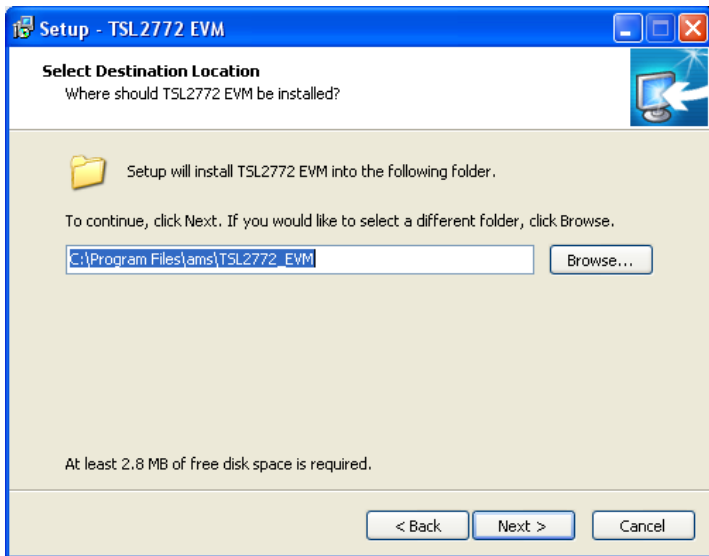 Setup - TSL2772 EVM
Select Destination Location
Where should TSL2772 EVM be installed?
Setup will install TSL2772 EVM into the following folder.
To continue, click Next. If you would like to select a different folder, click Browse.
C:\Program Files\ams\TSL2772_EVM
Browse...
At least 2.8 MB of free disk space is required.
< Back
Next >
Cancel